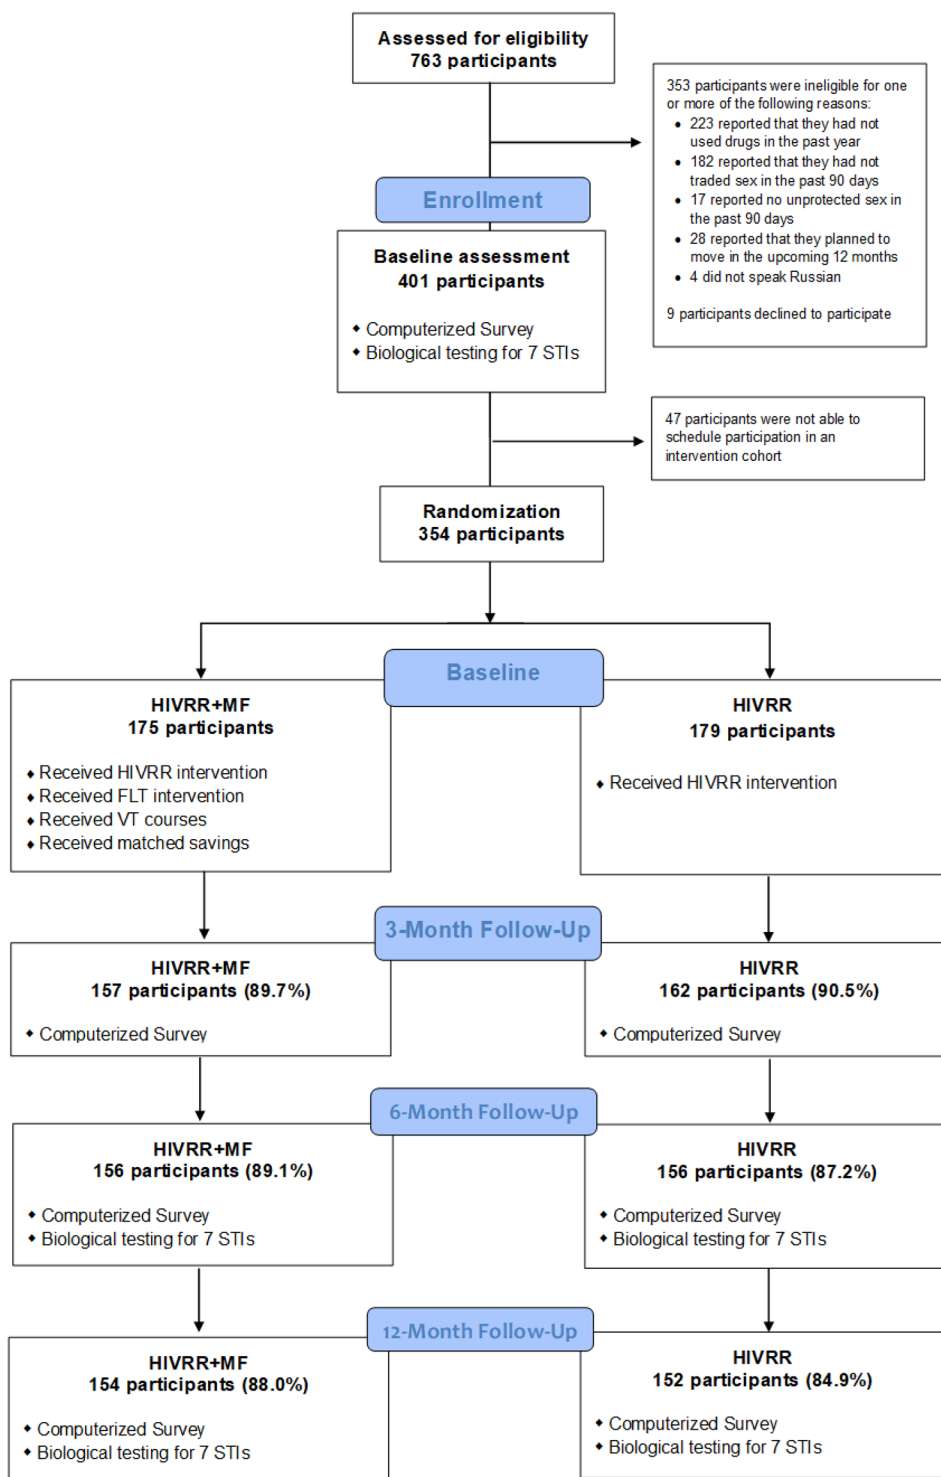 Assessed for eligibility
763 participants
353 participants were ineligible for one
or more of the following reasons:
• 223 reported that they had not
used drugs in the past year
• 182 reported that they had not
traded sex in the past 90 days
• 17 reported no unprotected sex in
the past 90 days
• 28 reported that they planned to
move in the upcoming 12 months
• 4 did not speak Russian
9 participants declined to participate
Enrollment
Baseline assessment
401 participants
◆ Computerized Survey
◆ Biological testing for 7 STIs
47 participants were not able to
schedule participation in an
intervention cohort
Randomization
354 participants
Baseline
HIVRR+MF
175 participants
♦ Received HIVRR intervention
♦ Received FLT intervention
♦ Received VT courses
♦ Received matched savings
HIVRR
179 participants
♦ Received HIVRR intervention
3-Month Follow-Up
HIVRR+MF
157 participants (89.7%)
◆ Computerized Survey
HIVRR
162 participants (90.5%)
◆ Computerized Survey
6-Month Follow-Up
HIVRR+MF
156 participants (89.1%)
◆ Computerized Survey
◆ Biological testing for 7 STIs
HIVRR
156 participants (87.2%)
◆ Computerized Survey
◆ Biological testing for 7 STIs
12-Month Follow-Up
HIVRR+MF
154 participants (88.0%)
◆ Computerized Survey
◆ Biological testing for 7 STIs
HIVRR
152 participants (84.9%)
◆ Computerized Survey
◆ Biological testing for 7 STIs